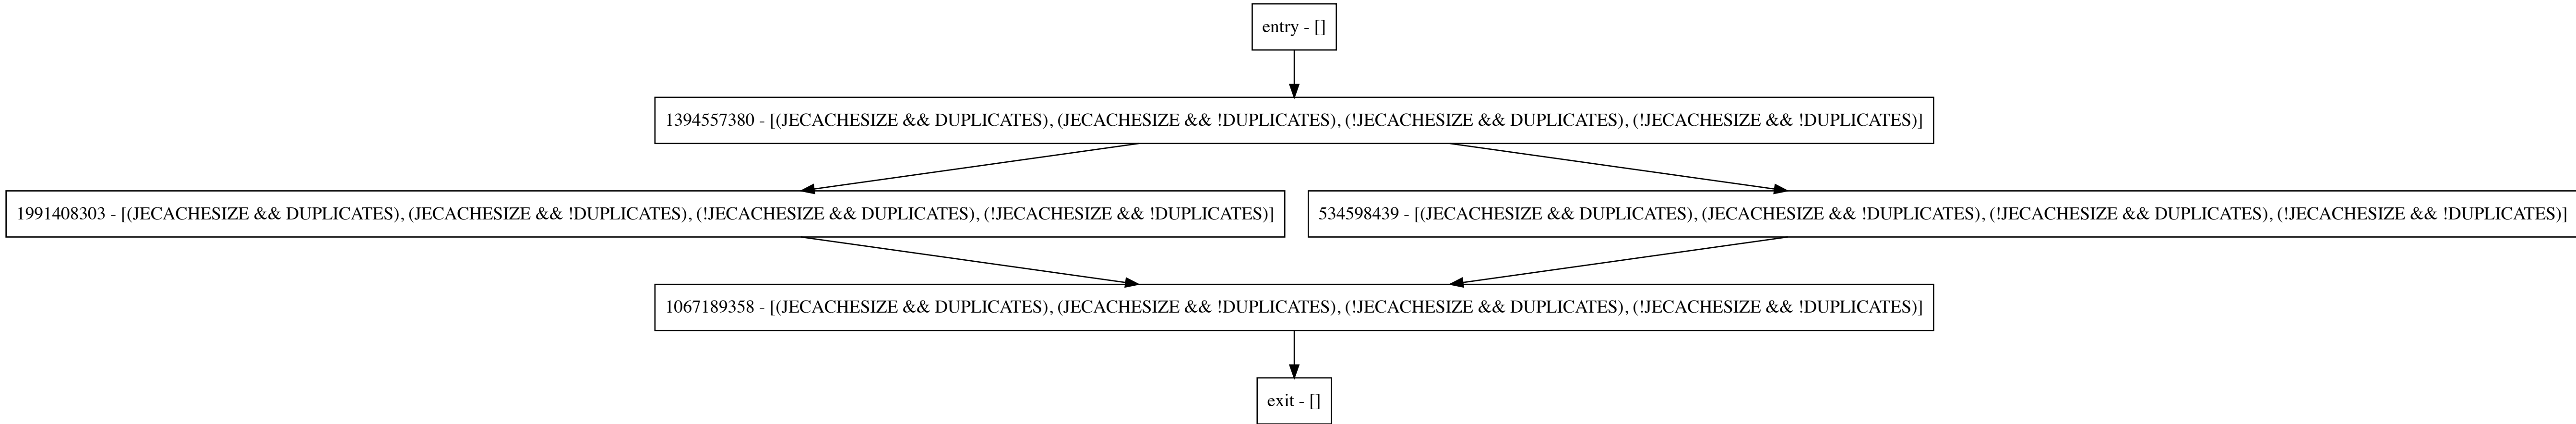 entry - []
1394557380 - [(JECACHESIZE && DUPLICATES), (JECACHESIZE && !DUPLICATES), (!JECACHESIZE && DUPLICATES), (!JECACHESIZE && !DUPLICATES)]
1991408303 - [(JECACHESIZE && DUPLICATES), (JECACHESIZE && !DUPLICATES), (!JECACHESIZE && DUPLICATES), (!JECACHESIZE && !DUPLICATES)]
534598439 - [(JECACHESIZE && DUPLICATES), (JECACHESIZE && !DUPLICATES), (!JECACHESIZE && DUPLICATES), (!JECACHESIZE && !DUPLICATES)]
1067189358 - [(JECACHESIZE && DUPLICATES), (JECACHESIZE && !DUPLICATES), (!JECACHESIZE && DUPLICATES), (!JECACHESIZE && !DUPLICATES)]
exit - []